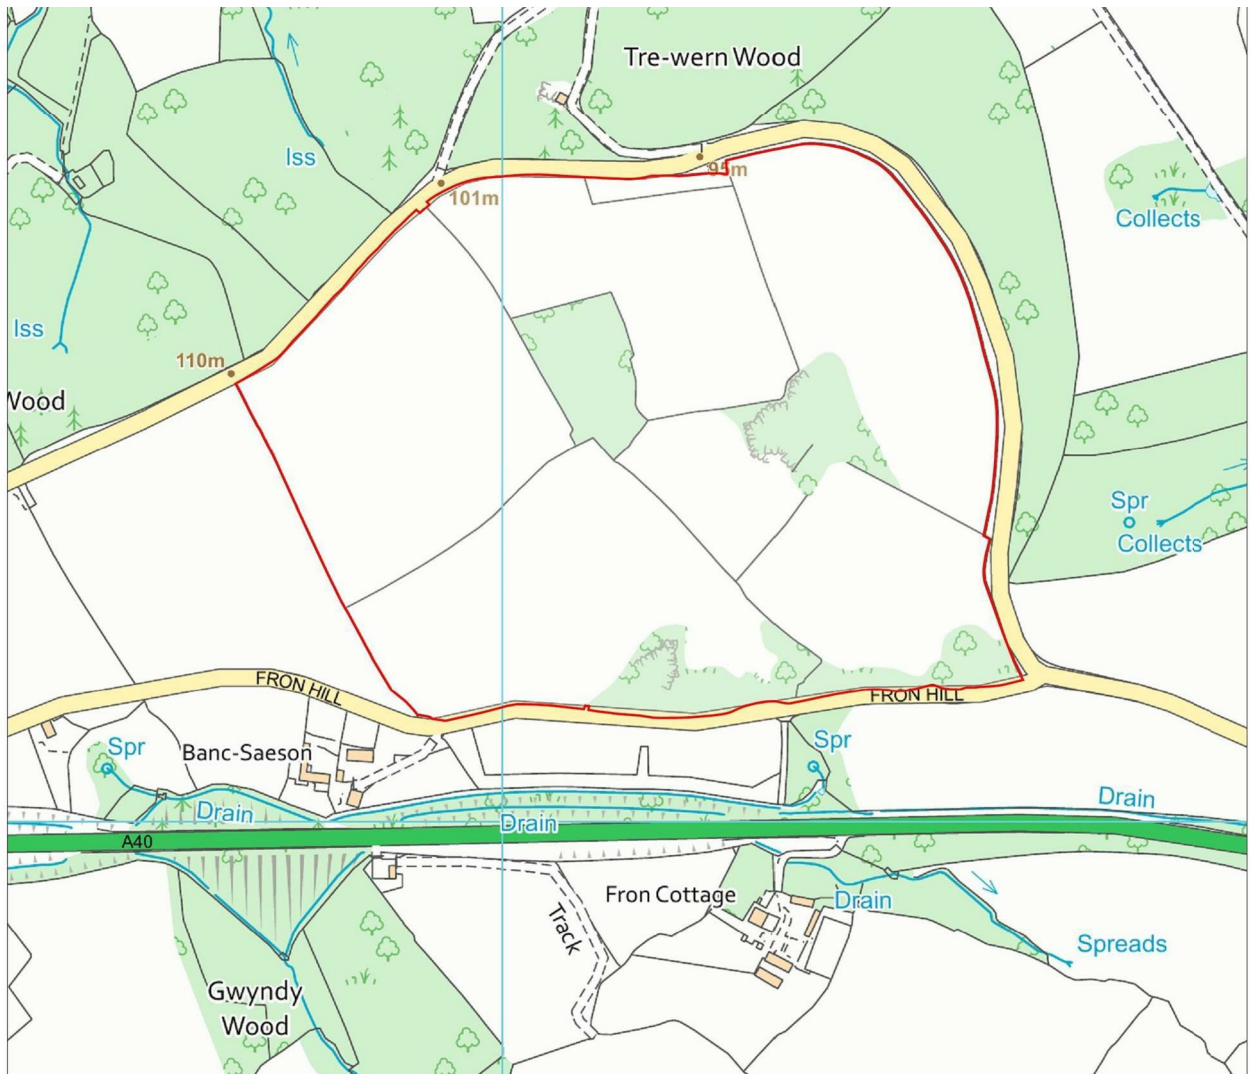 Tre-wern Wood
Iss
95m
101m
Collects
Iss
110m
Wood
Spr
Collects
FRON HILL
FRON HILL
Spr
Banc-Saeson
Spr
Drain
Drain
Drain
A40
Fron Cottage
Drain
Track
Spreads
Gwyndy
Wood